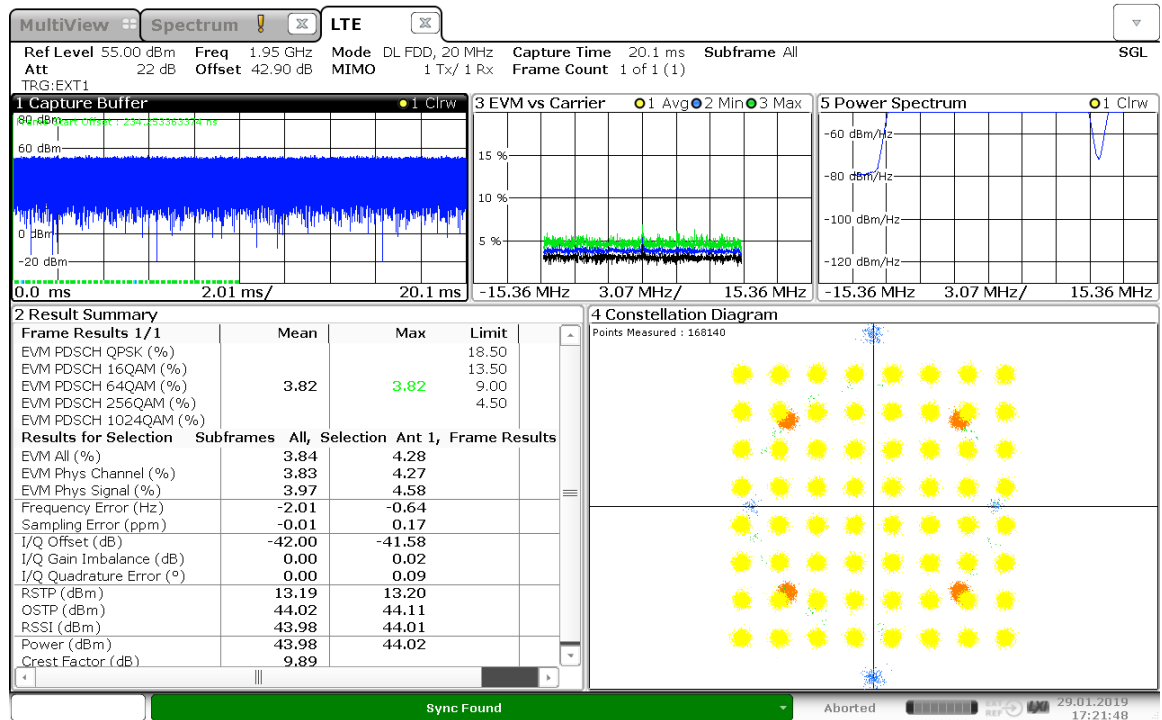 MultiView Spectrum LTE
Ref Level 55.00 dBm Freq 1.95 GHz Mode DL FDD, 20 MHz Capture Time 20.1 ms Subframe All SGL
Att 22 dB Offset 42.90 dB MIMO 1 Tx/ 1 Rx Frame Count 1 of 1 (1)
TRG:EXT1
1 Capture Buffer 1 Clrw
80 dBm
Frame Start Offset : 234.253363374 ns
60 dBm
0 dBm
-20 dBm
0.0 ms 2.01 ms/ 20.1 ms
3 EVM vs Carrier 1 Avg 2 Min 3 Max
15 %
10 %
5 %
-15.36 MHz 3.07 MHz/ 15.36 MHz
5 Power Spectrum 1 Clrw
-60 dBm/Hz
-80 dBm/Hz
-100 dBm/Hz
-120 dBm/Hz
-15.36 MHz 3.07 MHz/ 15.36 MHz
2 Result Summary
Frame Results 1/1 Mean Max Limit
EVM PDSCH QPSK (%) 18.50
EVM PDSCH 16QAM (%) 13.50
EVM PDSCH 64QAM (%) 3.82 3.82 9.00
EVM PDSCH 256QAM (%) 4.50
EVM PDSCH 1024QAM (%)
Results for Selection Subframes All, Selection Ant 1, Frame Results
EVM All (%) 3.84 4.28
EVM Phys Channel (%) 3.83 4.27
EVM Phys Signal (%) 3.97 4.58
Frequency Error (Hz) -2.01 -0.64
Sampling Error (ppm) -0.01 0.17
I/Q Offset (dB) -42.00 -41.58
I/Q Gain Imbalance (dB) 0.00 0.02
I/Q Quadrature Error (°) 0.00 0.09
RSTP (dBm) 13.19 13.20
OSTP (dBm) 44.02 44.11
RSSI (dBm) 43.98 44.01
Power (dBm) 43.98 44.02
Crest Factor (dB) 9.89
4 Constellation Diagram
Points Measured : 168140
Sync Found
Aborted
EXT
REF
LXI
29.01.2019
17:21:48